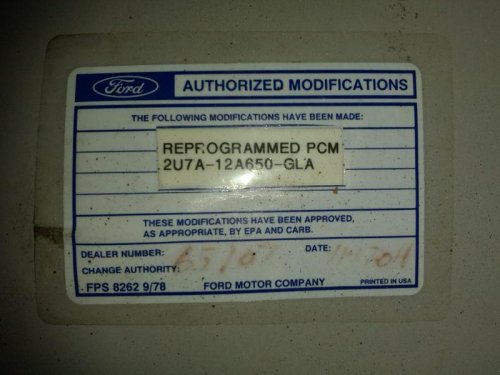 Ford
AUTHORIZED MODIFICATIONS
THE FOLLOWING MODIFICATIONS HAVE BEEN MADE:
REPROGRAMMED PCM
2U7A-12A650-GLA
THESE MODIFICATIONS HAVE BEEN APPROVED,
AS APPROPRIATE, BY EPA AND CARB.
DEALER NUMBER: DATE:
CHANGE AUTHORITY:
FPS 8262 9/78 FORD MOTOR COMPANY PRINTED IN USA